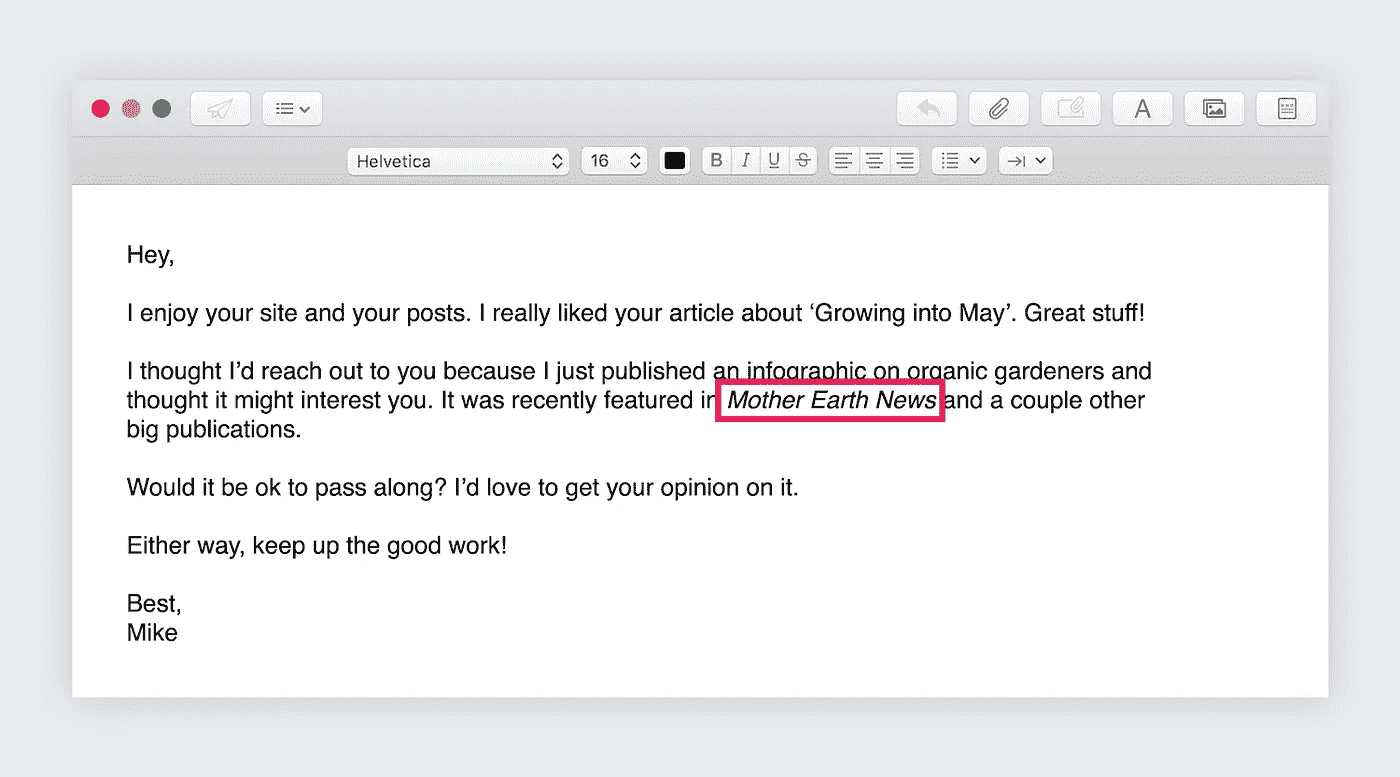 Helvetica
16
B I U S
A
Hey,
I enjoy your site and your posts. I really liked your article about ‘Growing into May’. Great stuff!
I thought I’d reach out to you because I just published an infographic on organic gardeners and
thought it might interest you. It was recently featured in Mother Earth News and a couple other
big publications.
Would it be ok to pass along? I’d love to get your opinion on it.
Either way, keep up the good work!
Best,
Mike